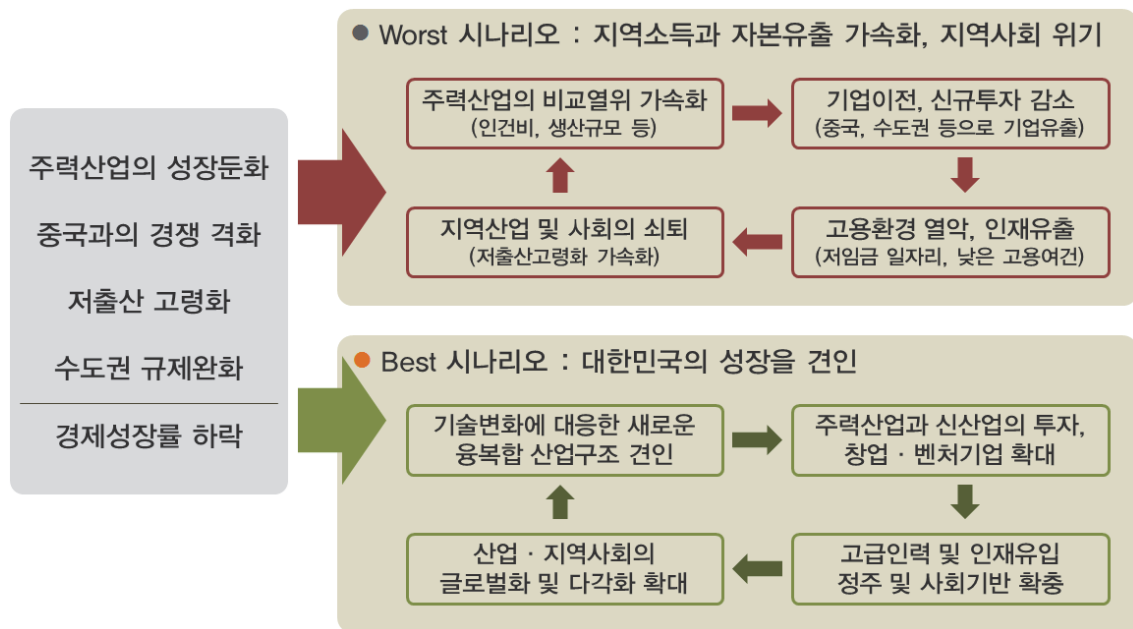 주력산업의 성장둔화
중국과의 경쟁 격화
저출산 고령화
수도권 규제완화
경제성장률 하락
● Worst 시나리오 : 지역소득과 자본유출 가속화, 지역사회 위기
주력산업의 비교열위 가속화
(인건비, 생산규모 등)
기업이전, 신규투자 감소
(중국, 수도권 등으로 기업유출)
고용환경 열악, 인재유출
(저임금 일자리, 낮은 고용여건)
지역산업 및 사회의 쇠퇴
(저출산고령화 가속화)
● Best 시나리오 : 대한민국의 성장을 견인
기술변화에 대응한 새로운
융복합 산업구조 견인
주력산업과 신산업의 투자,
창업 · 벤처기업 확대
고급인력 및 인재유입
정주 및 사회기반 확충
산업 · 지역사회의
글로벌화 및 다각화 확대